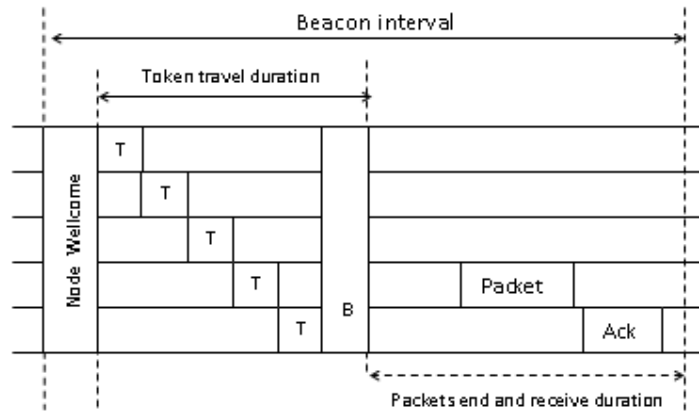 Beacon interval
Token travel duration
Node Wellcome
T
T
T
T
Packet
T
B
Ack
Packets end and receive duration